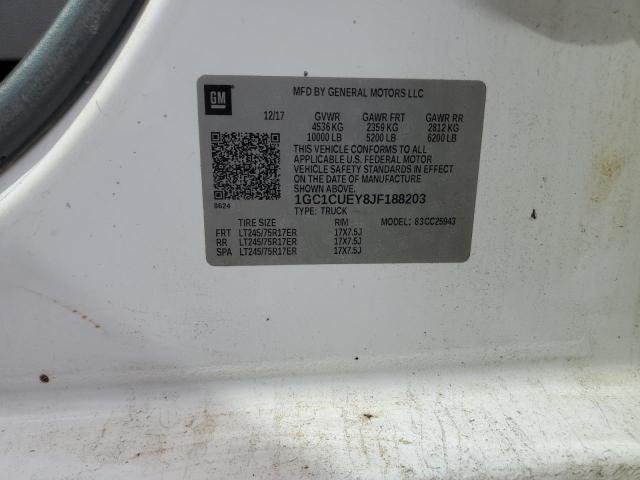 GM
MFD BY GENERAL MOTORS LLC
12/17 GVWR GAWR FRT GAWR RR
4536 KG 2359 KG 2812 KG
10000 LB 5200 LB 6200 LB
THIS VEHICLE CONFORMS TO ALL
APPLICABLE U.S. FEDERAL MOTOR
VEHICLE SAFETY STANDARDS IN EFFECT
ON THE DATE OF MANUFACTURE
SHOWN ABOVE.
8624 1GC1CUEY8JF188203
TYPE: TRUCK
TIRE SIZE RIM MODEL: 83CC25943
FRT LT245/75R17ER 17X7.5J
RR LT245/75R17ER 17X7.5J
SPA LT245/75R17ER 17X7.5J